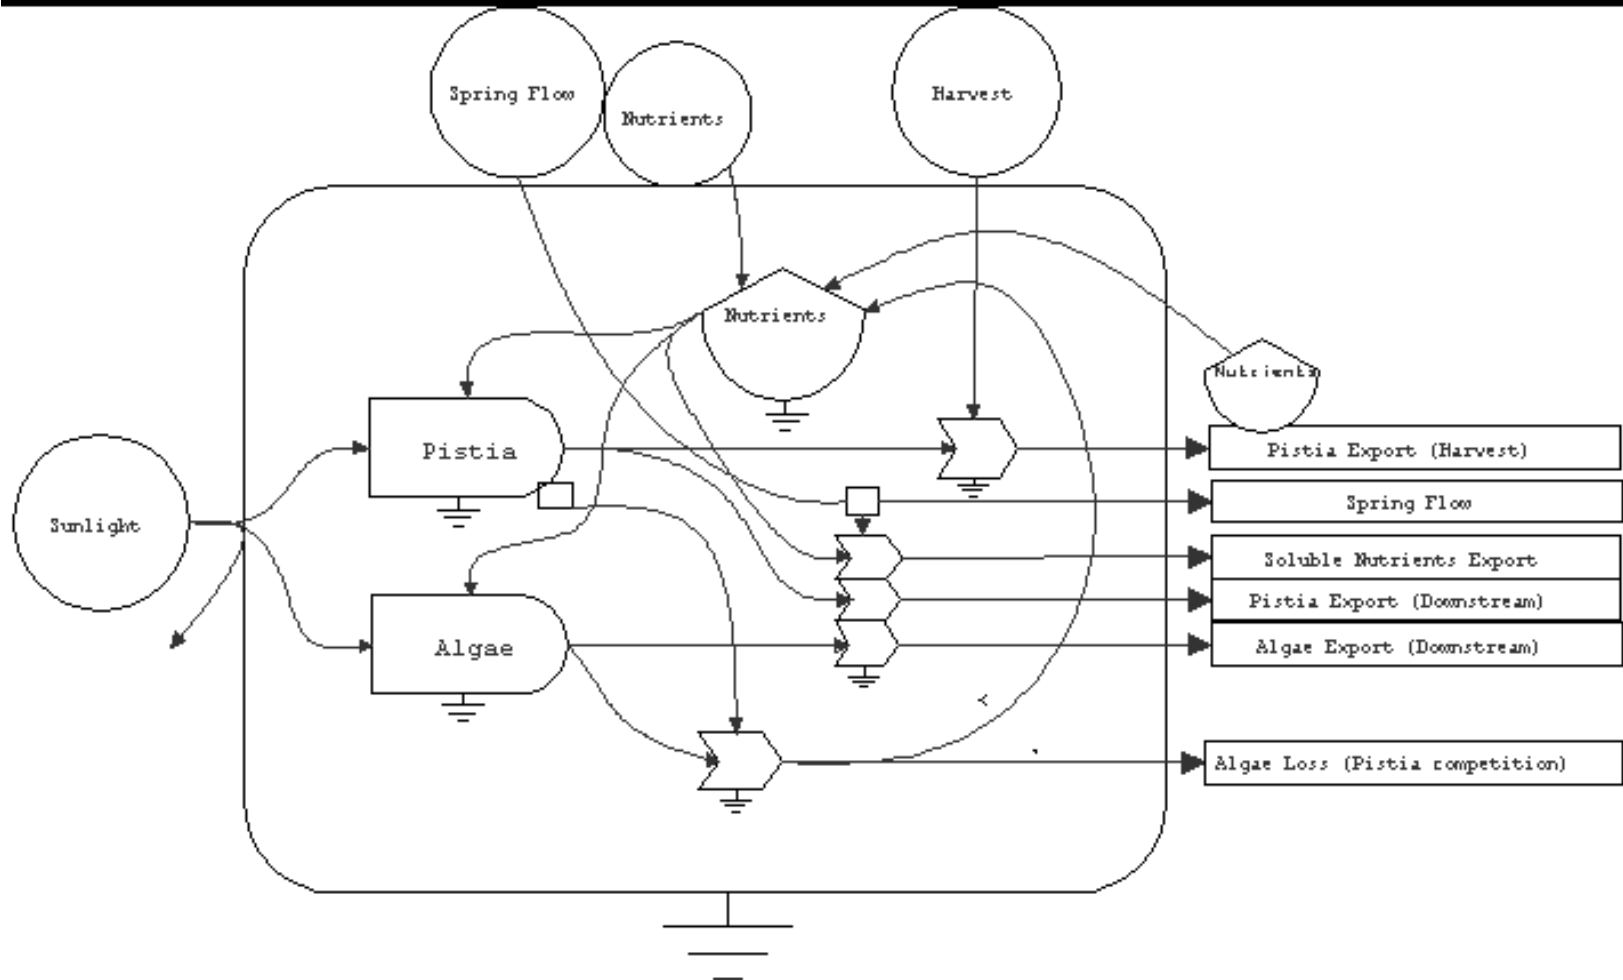 Spring Flow
Nutrients
Harvest
Nutrients
Nutrients
Pistia
Pistia Export (Harvest)
Spring Flow
Sunlight
Soluble Nutrients Export
Pistia Export (Downstream)
Algae
Algae Export (Downstream)
Algae Loss (Pistia competition)